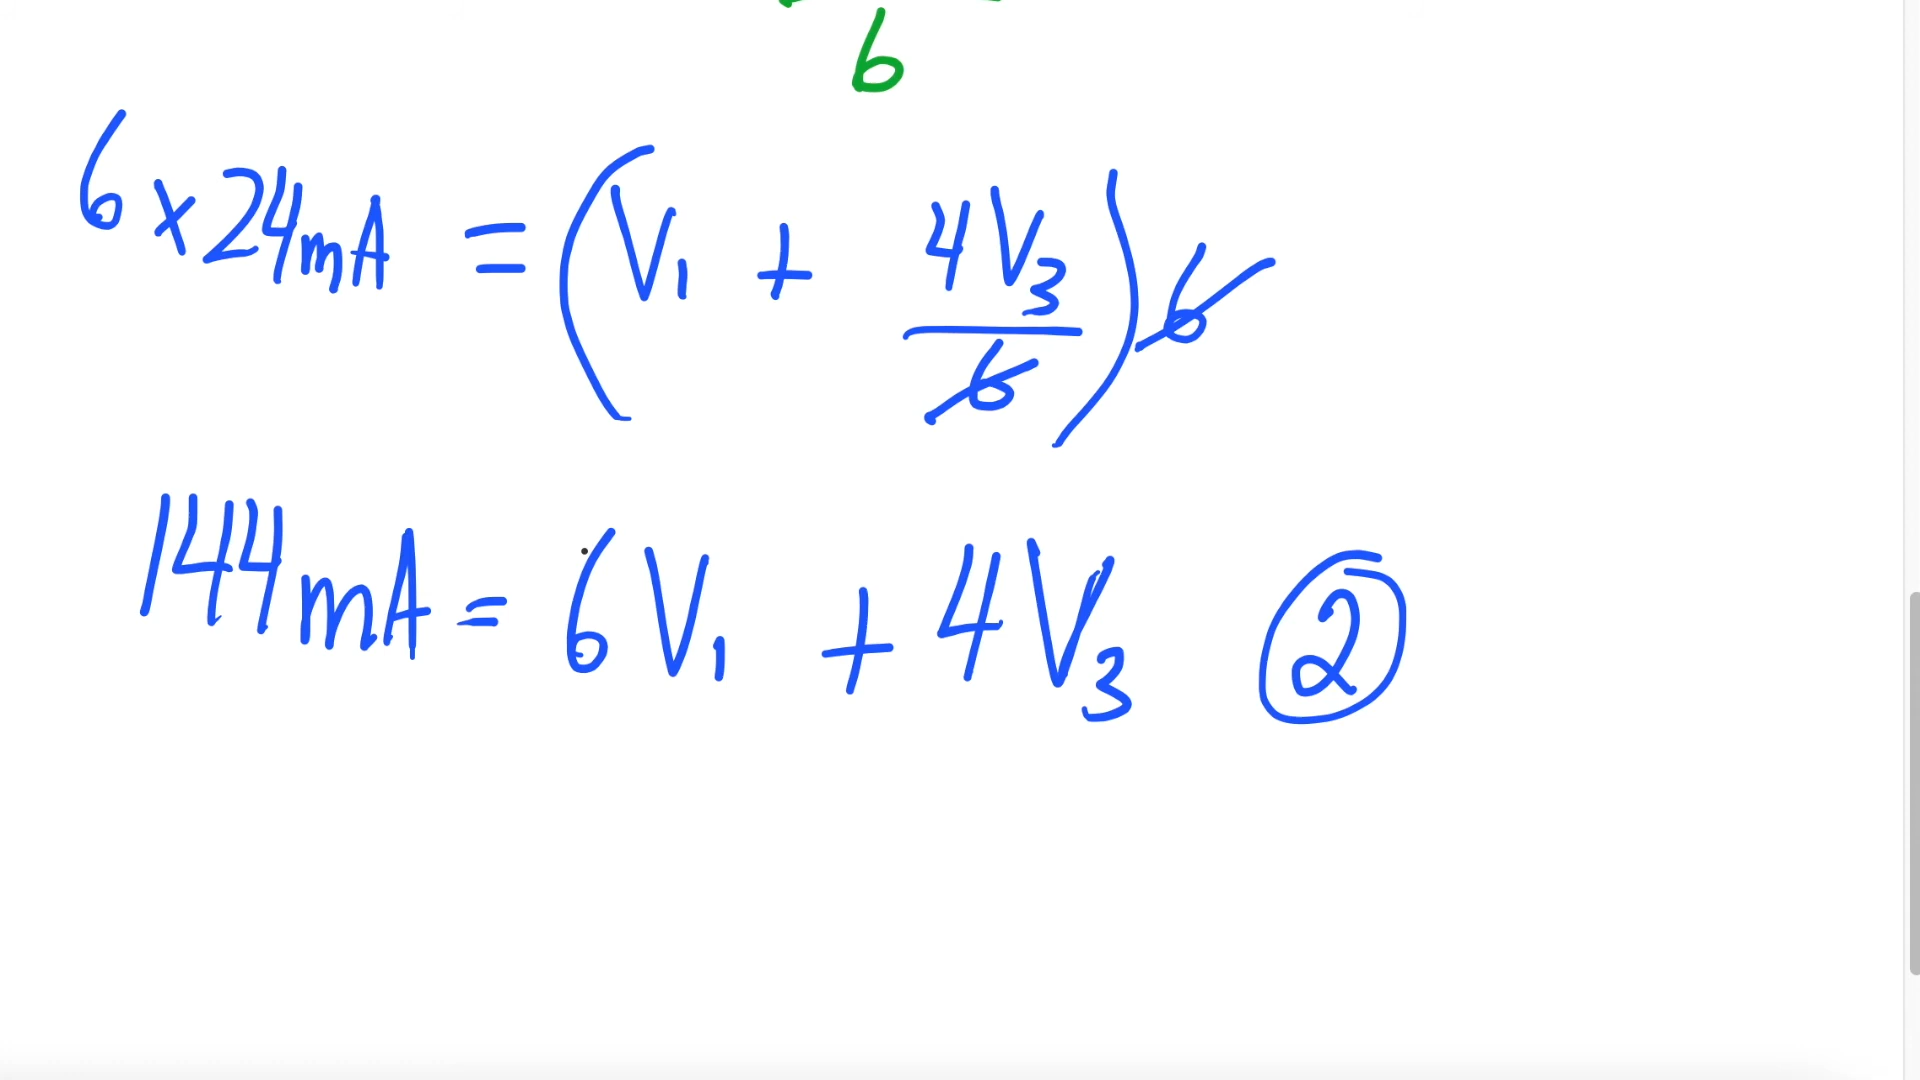 6
6 x 24mA = (V₁ + 4V₃/6) 6
144mA = 6V₁ + 4V₃ ②